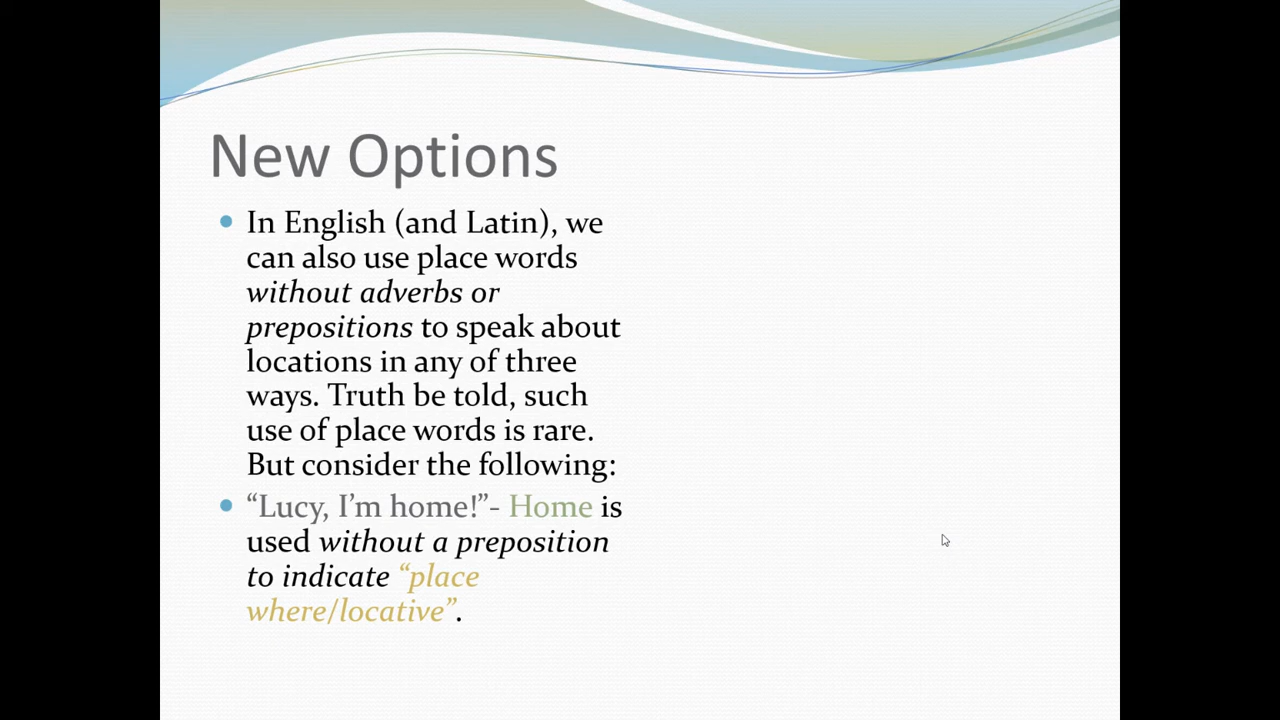 New Options
In English (and Latin), we
can also use place words
without adverbs or
prepositions to speak about
locations in any of three
ways. Truth be told, such
use of place words is rare.
But consider the following:
“Lucy, I’m home!”- Home is
used without a preposition
to indicate “place
where/locative”.